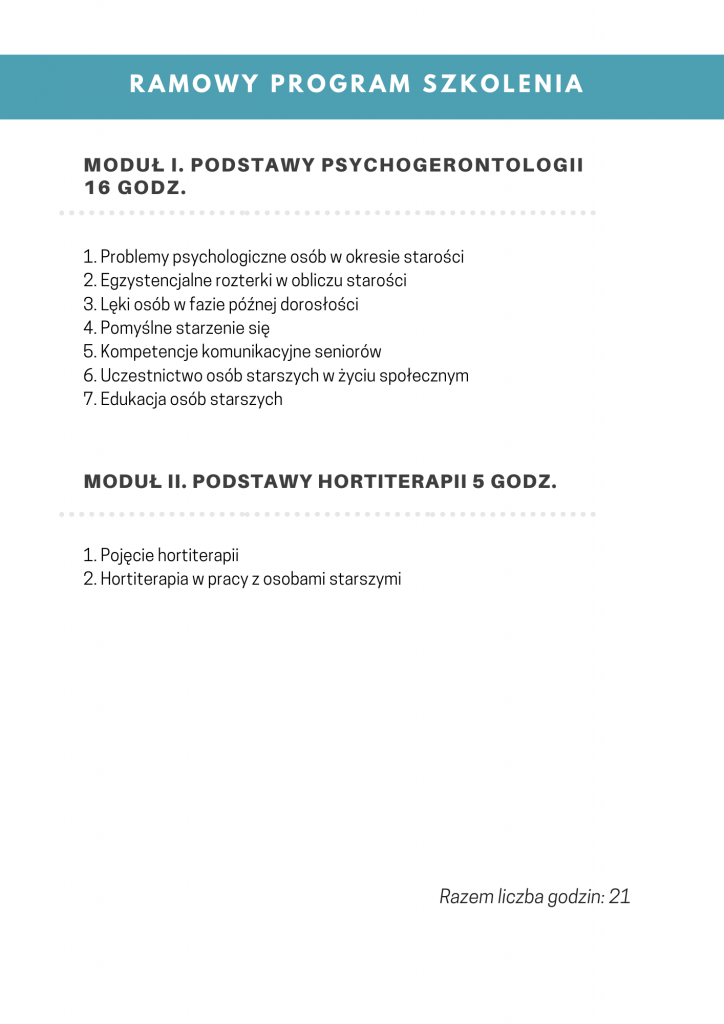 RAMOWY PROGRAM SZKOLENIA
MODUŁ I. PODSTAWY PSYCHOGERONTOLOGII
16 GODZ.
1. Problemy psychologiczne osób w okresie starości
2. Egzystencjalne rozterki w obliczu starości
3. Lęki osób w fazie późnej dorosłości
4. Pomyślne starzenie się
5. Kompetencje komunikacyjne seniorów
6. Uczestnictwo osób starszych w życiu społecznym
7. Edukacja osób starszych
MODUŁ II. PODSTAWY HORTITERAPII 5 GODZ.
1. Pojęcie hortiterapii
2. Hortiterapia w pracy z osobami starszymi
Razem liczba godzin: 21